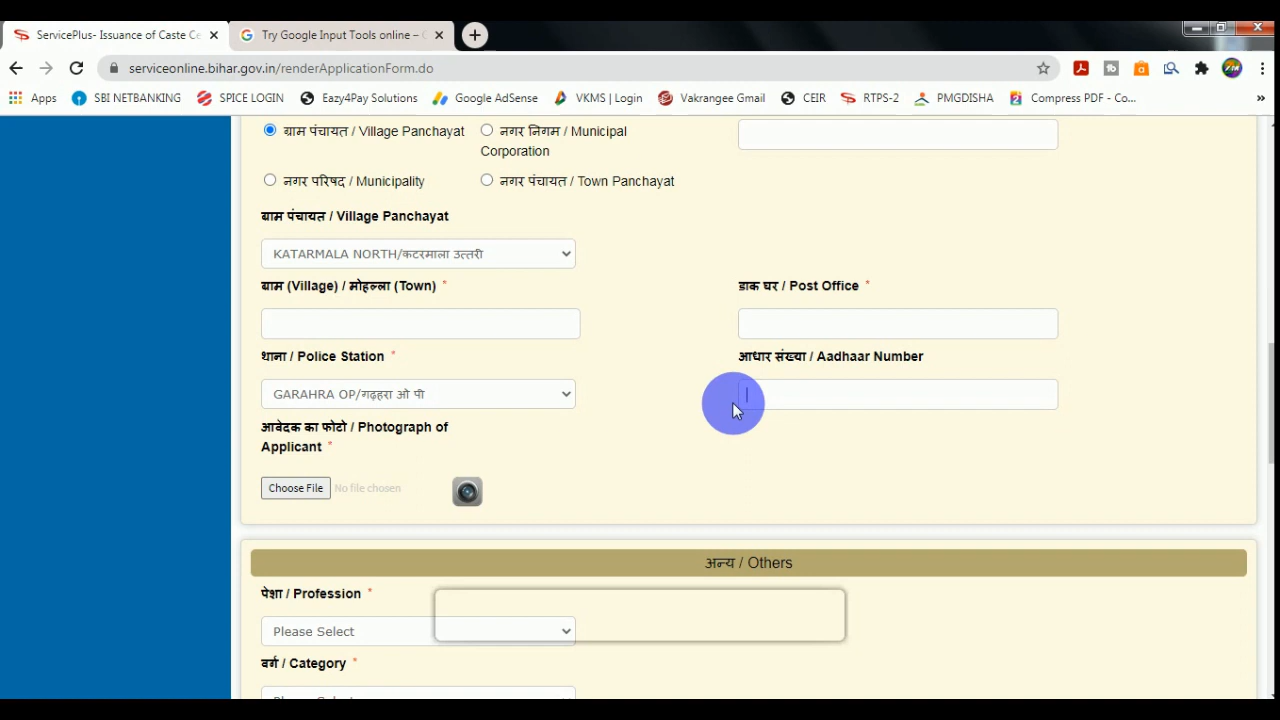 ServicePlus- Issuance of Caste Ce
Try Google Input Tools online –
serviceonline.bihar.gov.in/renderApplicationForm.do
Apps SBI NETBANKING SPICE LOGIN Eazy4Pay Solutions Google AdSense VKMS | Login Vakrangee Gmail CEIR RTPS-2 PMGDISHA Compress PDF - Co... »
ग्राम पंचायत / Village Panchayat
नगर निगम / Municipal
Corporation
नगर परिषद / Municipality
नगर पंचायत / Town Panchayat
ग्राम पंचायत / Village Panchayat
KATARMALA NORTH/कटरमाला उत्तरी
ग्राम (Village) / मोहल्ला (Town) *
डाक घर / Post Office *
थाना / Police Station *
आधार संख्या / Aadhaar Number
GARAHRA OP/गढ़हरा ओ पी
आवेदक का फोटो / Photograph of
Applicant *
Choose File No file chosen
अन्य / Others
पेशा / Profession *
Please Select
वर्ग / Category *
Please Select